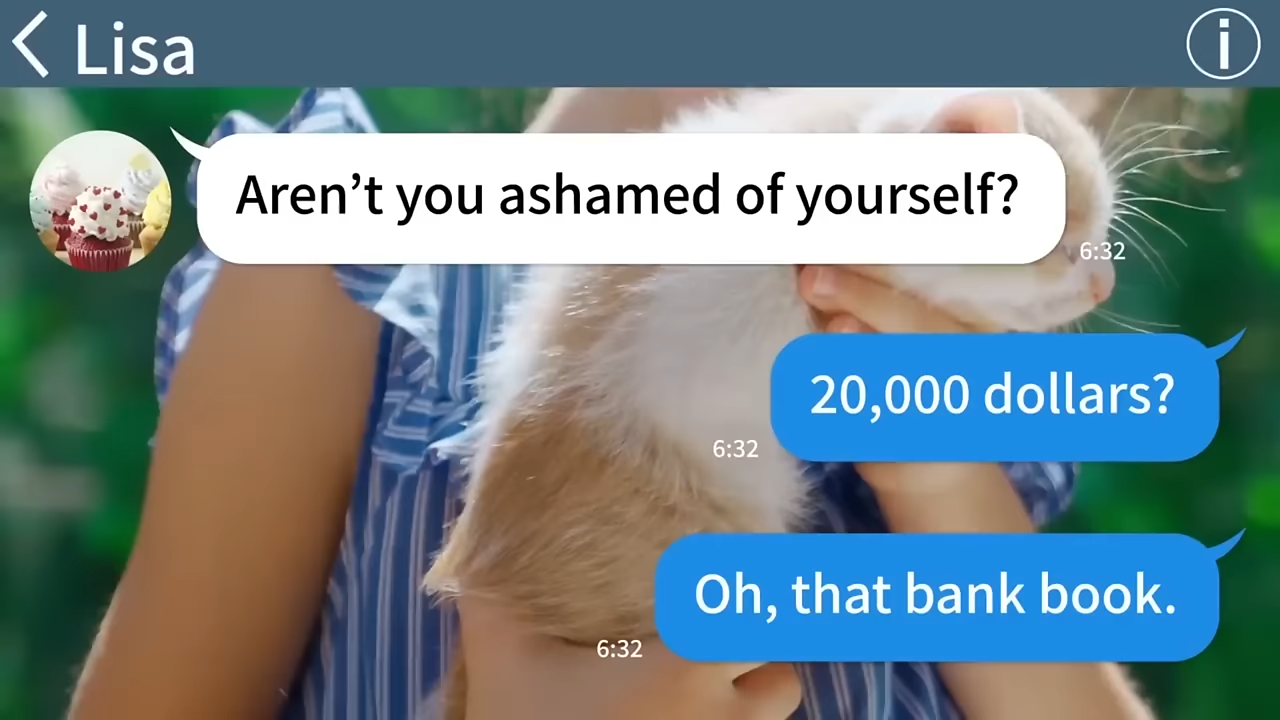 Lisa
Aren’t you ashamed of yourself?
6:32
20,000 dollars?
6:32
Oh, that bank book.
6:32